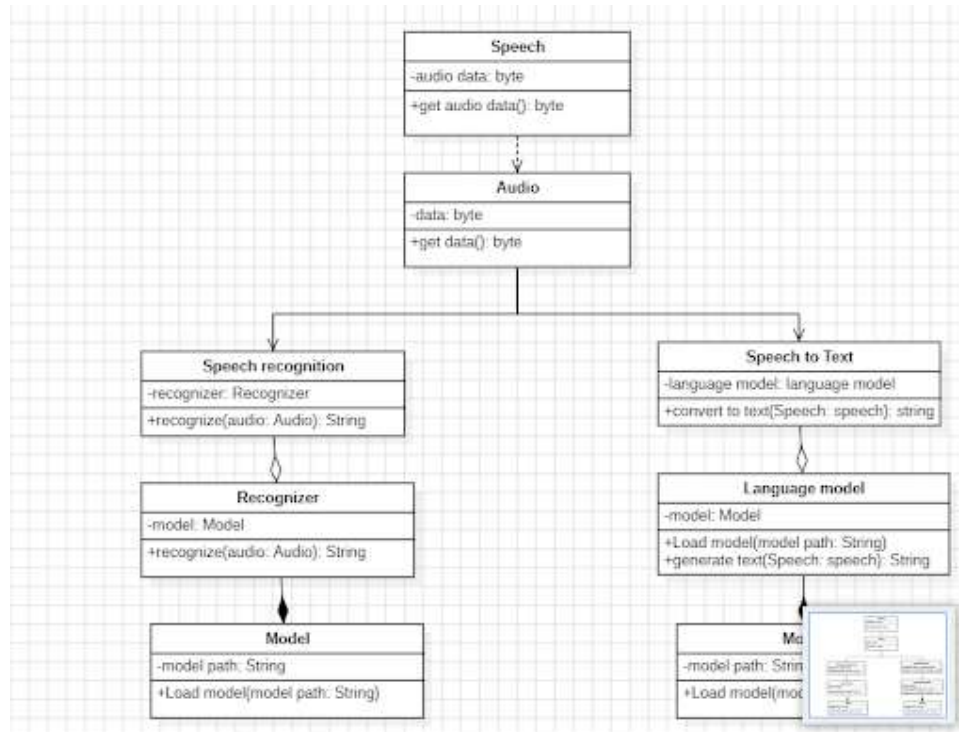 Speech
-audio data: byte
+get audio data(): byte
Audio
-data: byte
+get data(): byte
Speech recognition
-recognizer: Recognizer
+recognize(audio: Audio): String
Speech to Text
-language model: language model
+convert to text(Speech: speech): string
Recognizer
-model: Model
+recognize(audio: Audio): String
Language model
-model: Model
+Load model(model path: String)
+generate text(Speech: speech): String
Model
-model path: String
+Load model(model path: String)
-model path:
+Load